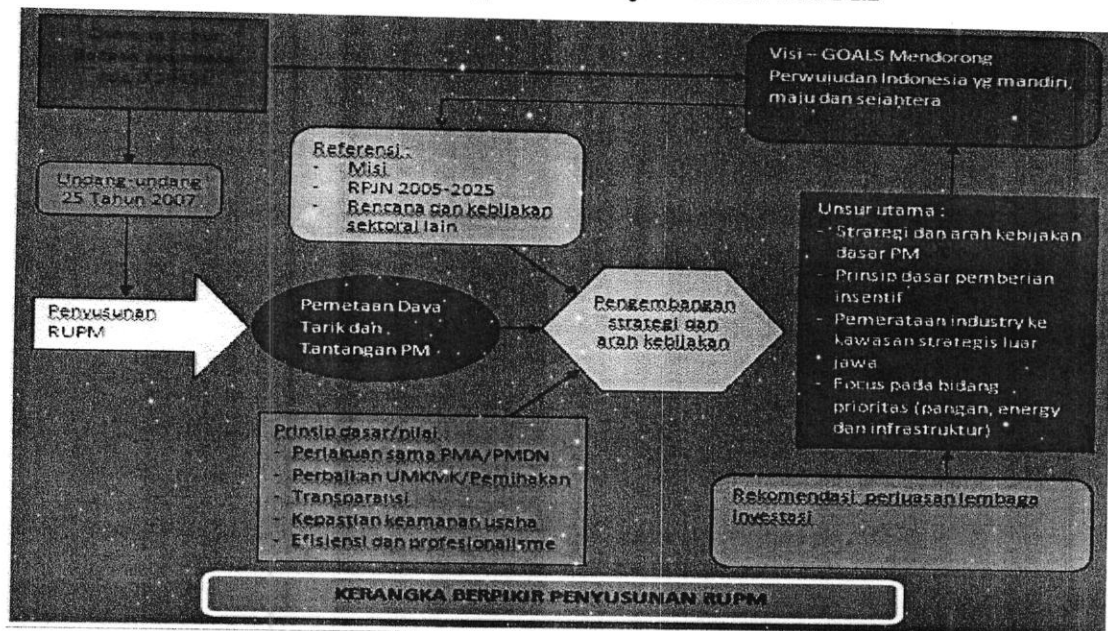 Visi – GOALS Mendorong
Perwujudan Indonesia yg mandiri,
maju dan sejahtera
Referensi :
- Misi
- RPJN 2005-2025
- Rencana dan kebijakan
sektoral lain
Undang-undang
25 Tahun 2007
Unsur utama :
- Strategi dan arah kebijakan
dasar PM
- Prinsip dasar pemberian
insentif
- Pemerataan industry ke
kawasan strategis luar
jawa
- Focus pada bidang
prioritas (pangan, energy
dan infrastruktur)
Penyusunan
RUPM
Pemetaan Daya
Tarik dan
Tantangan PM
Pengembangan
strategi dan
arah kebijakan
Prinsip dasar/nilai :
- Perlakuan sama PMA/PMDN
- Perbaikan UMKMK/Pemihakan
- Transparansi
- Kepastian keamanan usaha
- Efisiensi dan profesionalisme
Rekomendasi perluasan lembaga
investasi
KERANGKA BERPIKIR PENYUSUNAN RUPM